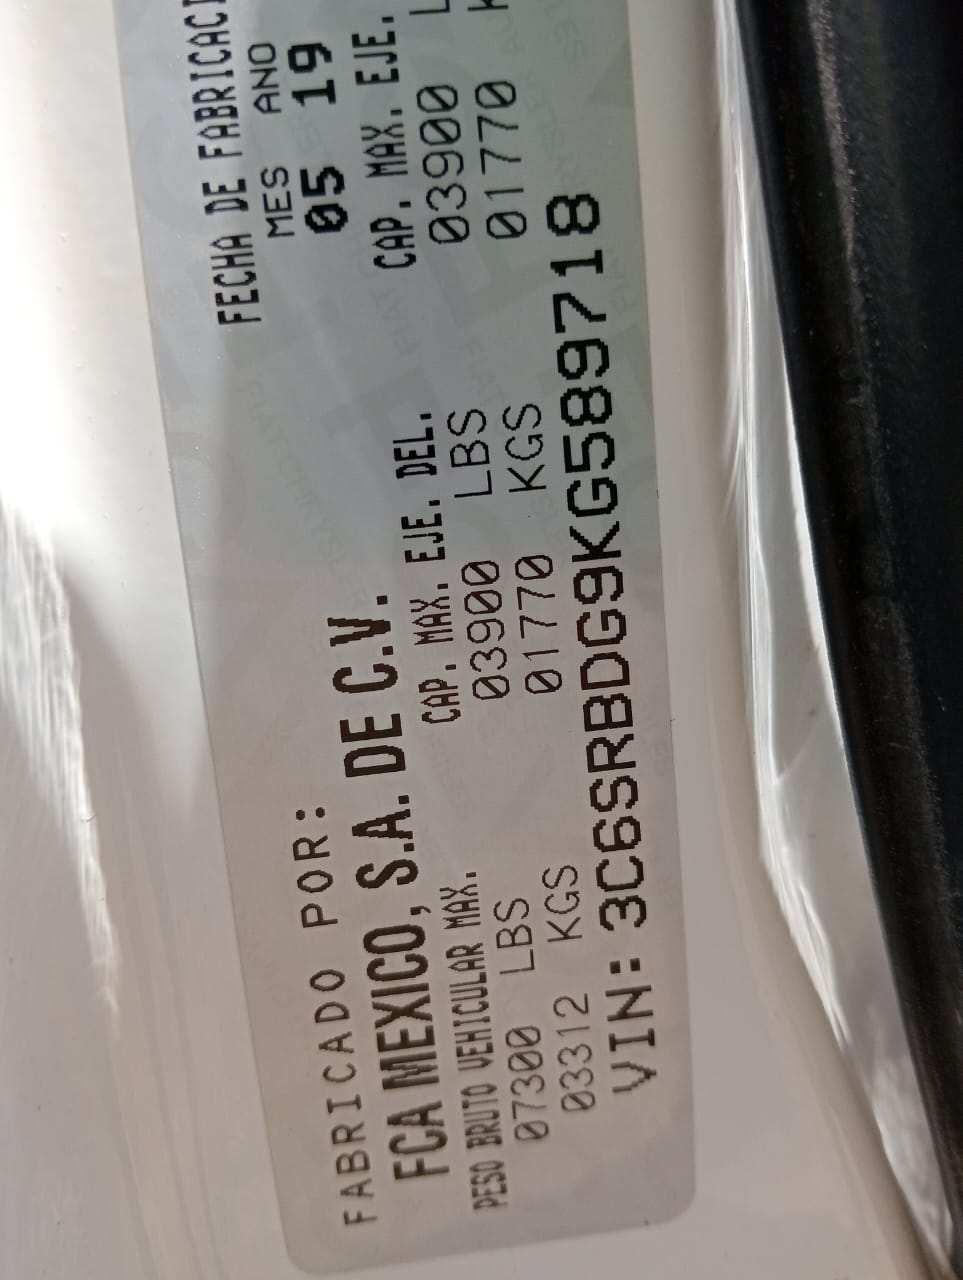 FABRICADO POR:
FECHA DE FABRICACI
MES ANO
05 19
FCA MEXICO, S.A. DE C.V.
PESO BRUTO VEHICULAR MAX.
CAP. MAX. EJE. DEL.
CAP. MAX. EJE.
07300 LBS
03900 LBS
03900 L
03312 KGS
01770 KGS
01770 K
VIN: 3C6SRBDG9KG589718